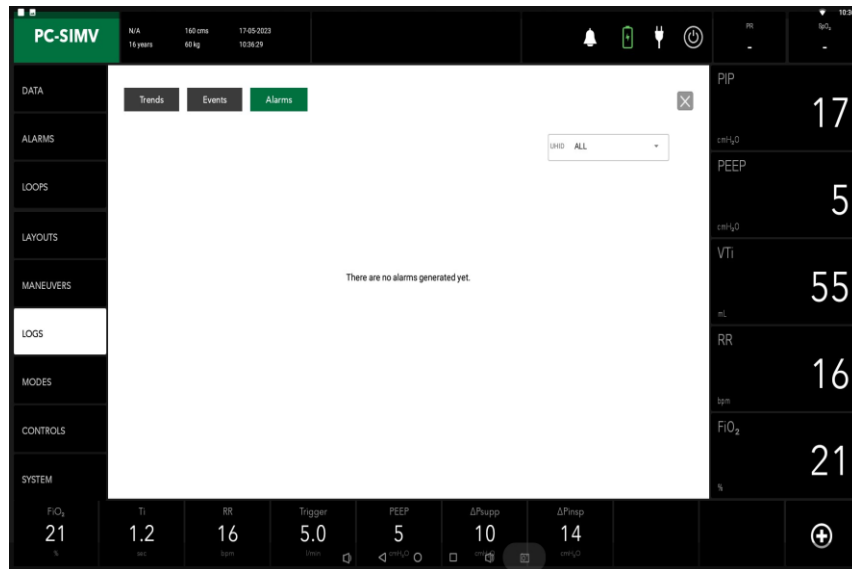 10:3
PC-SIMV
N/A 160 cms 17-05-2023
16 years 60 kg 10:36:29
PR SpO₂
- -
DATA
ALARMS
LOOPS
LAYOUTS
MANEUVERS
LOGS
MODES
CONTROLS
SYSTEM
Trends Events Alarms
UHID ALL
There are no alarms generated yet.
PIP
17
cmH₂O
PEEP
5
cmH₂O
VTi
55
mL
RR
16
bpm
FiO₂
21
%
FiO₂ Ti RR Trigger PEEP ΔPsupp ΔPinsp
21 1.2 16 5.0 5 10 14
% sec bpm l/min cmH₂O cmH₂O cmH₂O